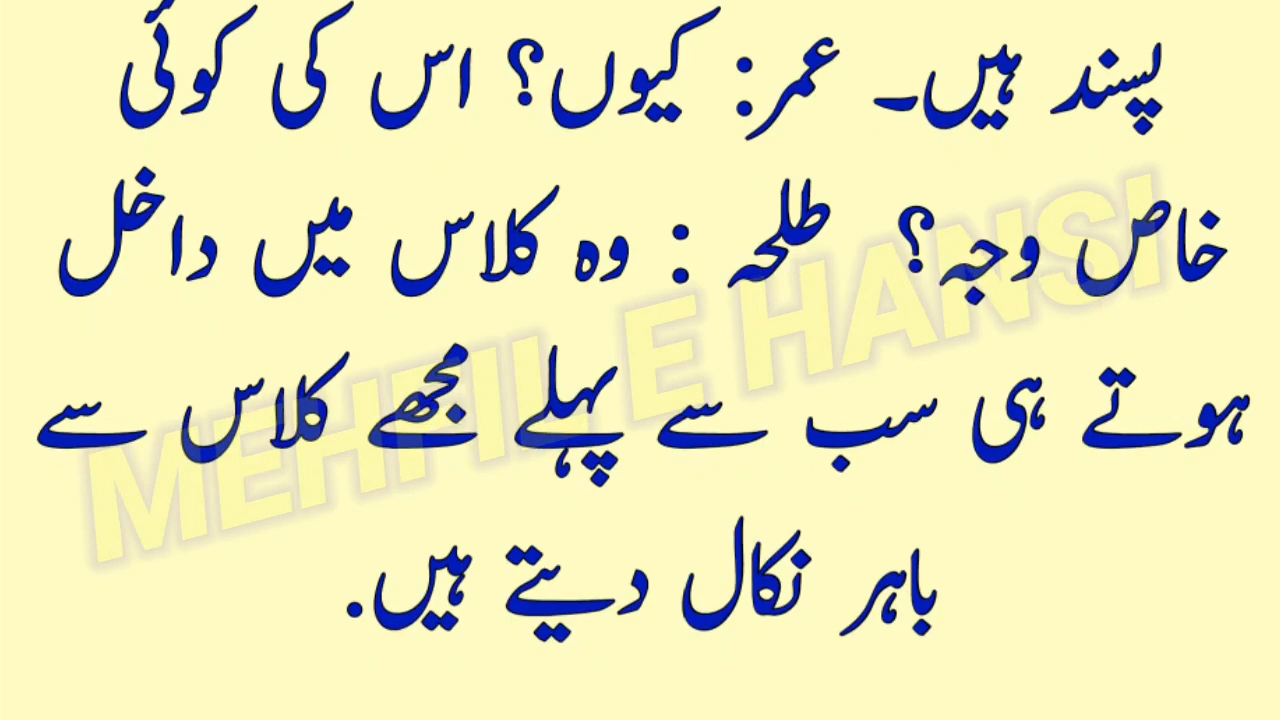 پسند ہیں۔ عمر: کیوں؟ اس کی کوئی
خاص وجہ؟ طلحہ : وہ کلاس میں داخل
ہوتے ہی سب سے پہلے مجھے کلاس سے
باہر نکال دیتے ہیں.
MEHFIL E HANSI